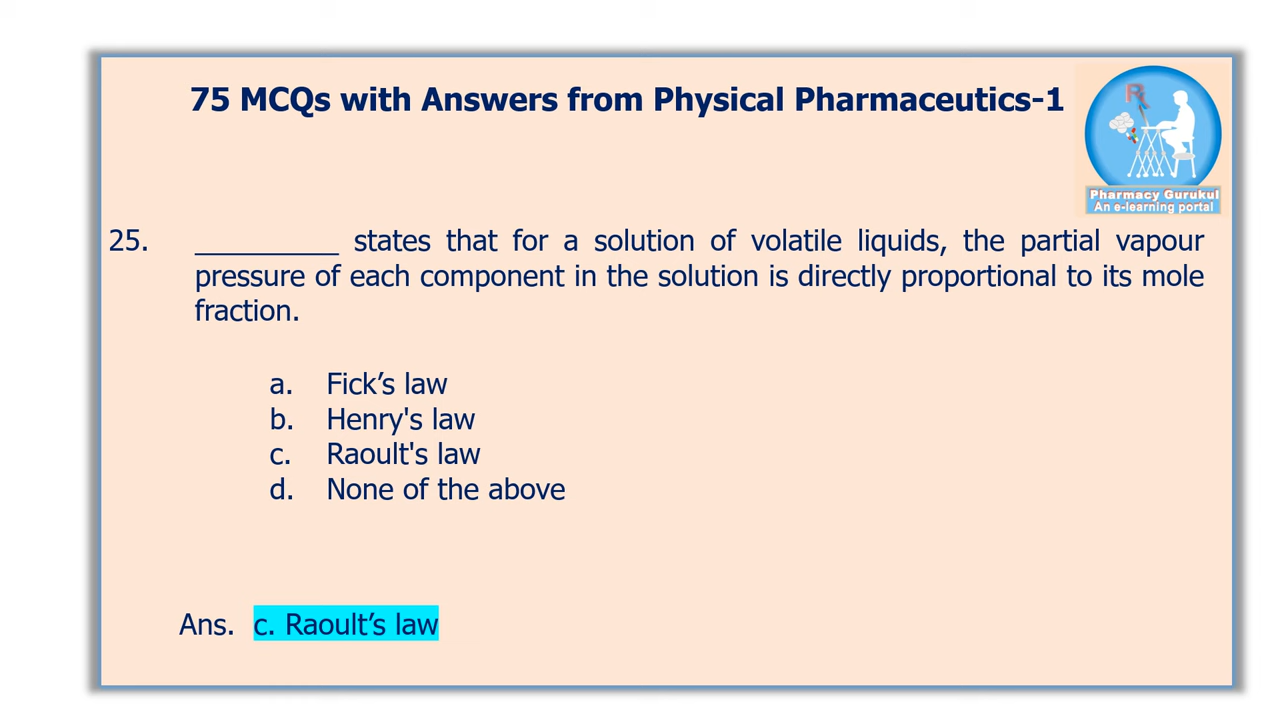 75 MCQs with Answers from Physical Pharmaceutics-1
Pharmacy Gurukul
An e-learning portal
25. __________ states that for a solution of volatile liquids, the partial vapour
pressure of each component in the solution is directly proportional to its mole
fraction.
a. Fick’s law
b. Henry's law
c. Raoult's law
d. None of the above
Ans. c. Raoult’s law